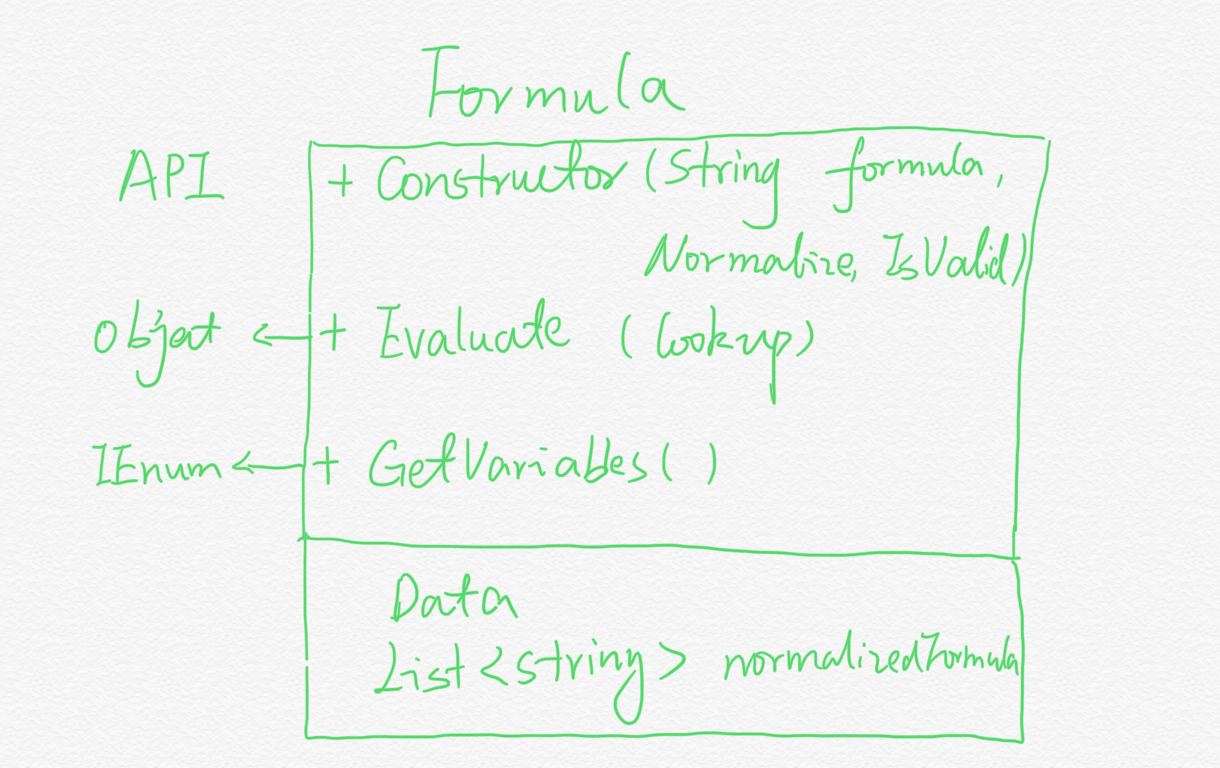 Formula
API + Constructor (String formula,
Normalize, IsValid)
Object ← + Evaluate (Lookup)
IEnum ← + GetVariables()
Data
List<string> normalizedFormula